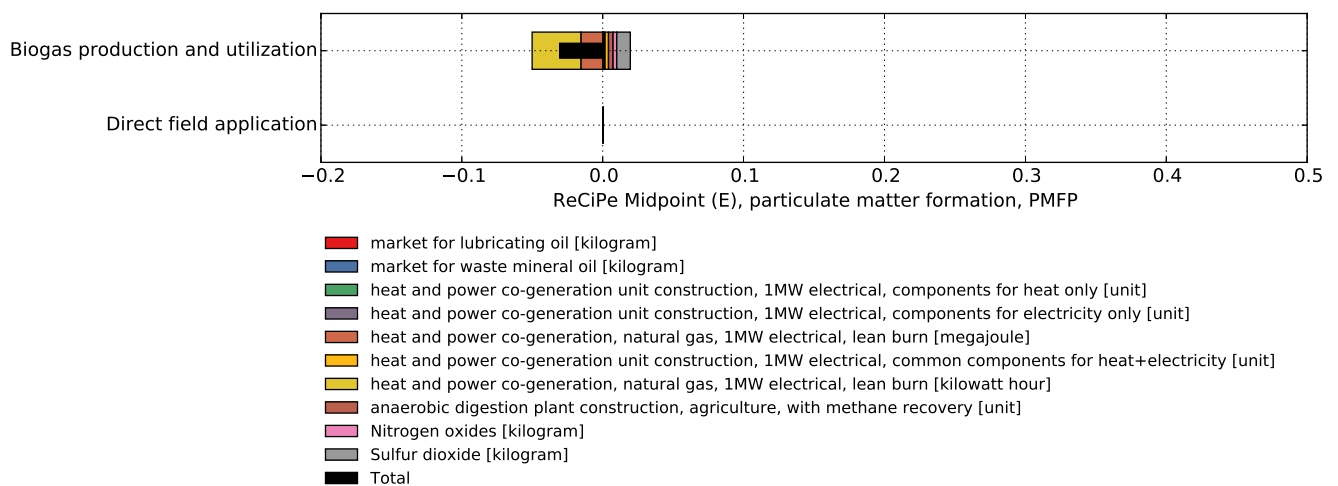 Biogas production and utilization
Direct field application
−0.2 −0.1 0.0 0.1 0.2 0.3 0.4 0.5
ReCiPe Midpoint (E), particulate matter formation, PMFP
market for lubricating oil [kilogram]
market for waste mineral oil [kilogram]
heat and power co-generation unit construction, 1MW electrical, components for heat only [unit]
heat and power co-generation unit construction, 1MW electrical, components for electricity only [unit]
heat and power co-generation, natural gas, 1MW electrical, lean burn [megajoule]
heat and power co-generation unit construction, 1MW electrical, common components for heat+electricity [unit]
heat and power co-generation, natural gas, 1MW electrical, lean burn [kilowatt hour]
anaerobic digestion plant construction, agriculture, with methane recovery [unit]
Nitrogen oxides [kilogram]
Sulfur dioxide [kilogram]
Total